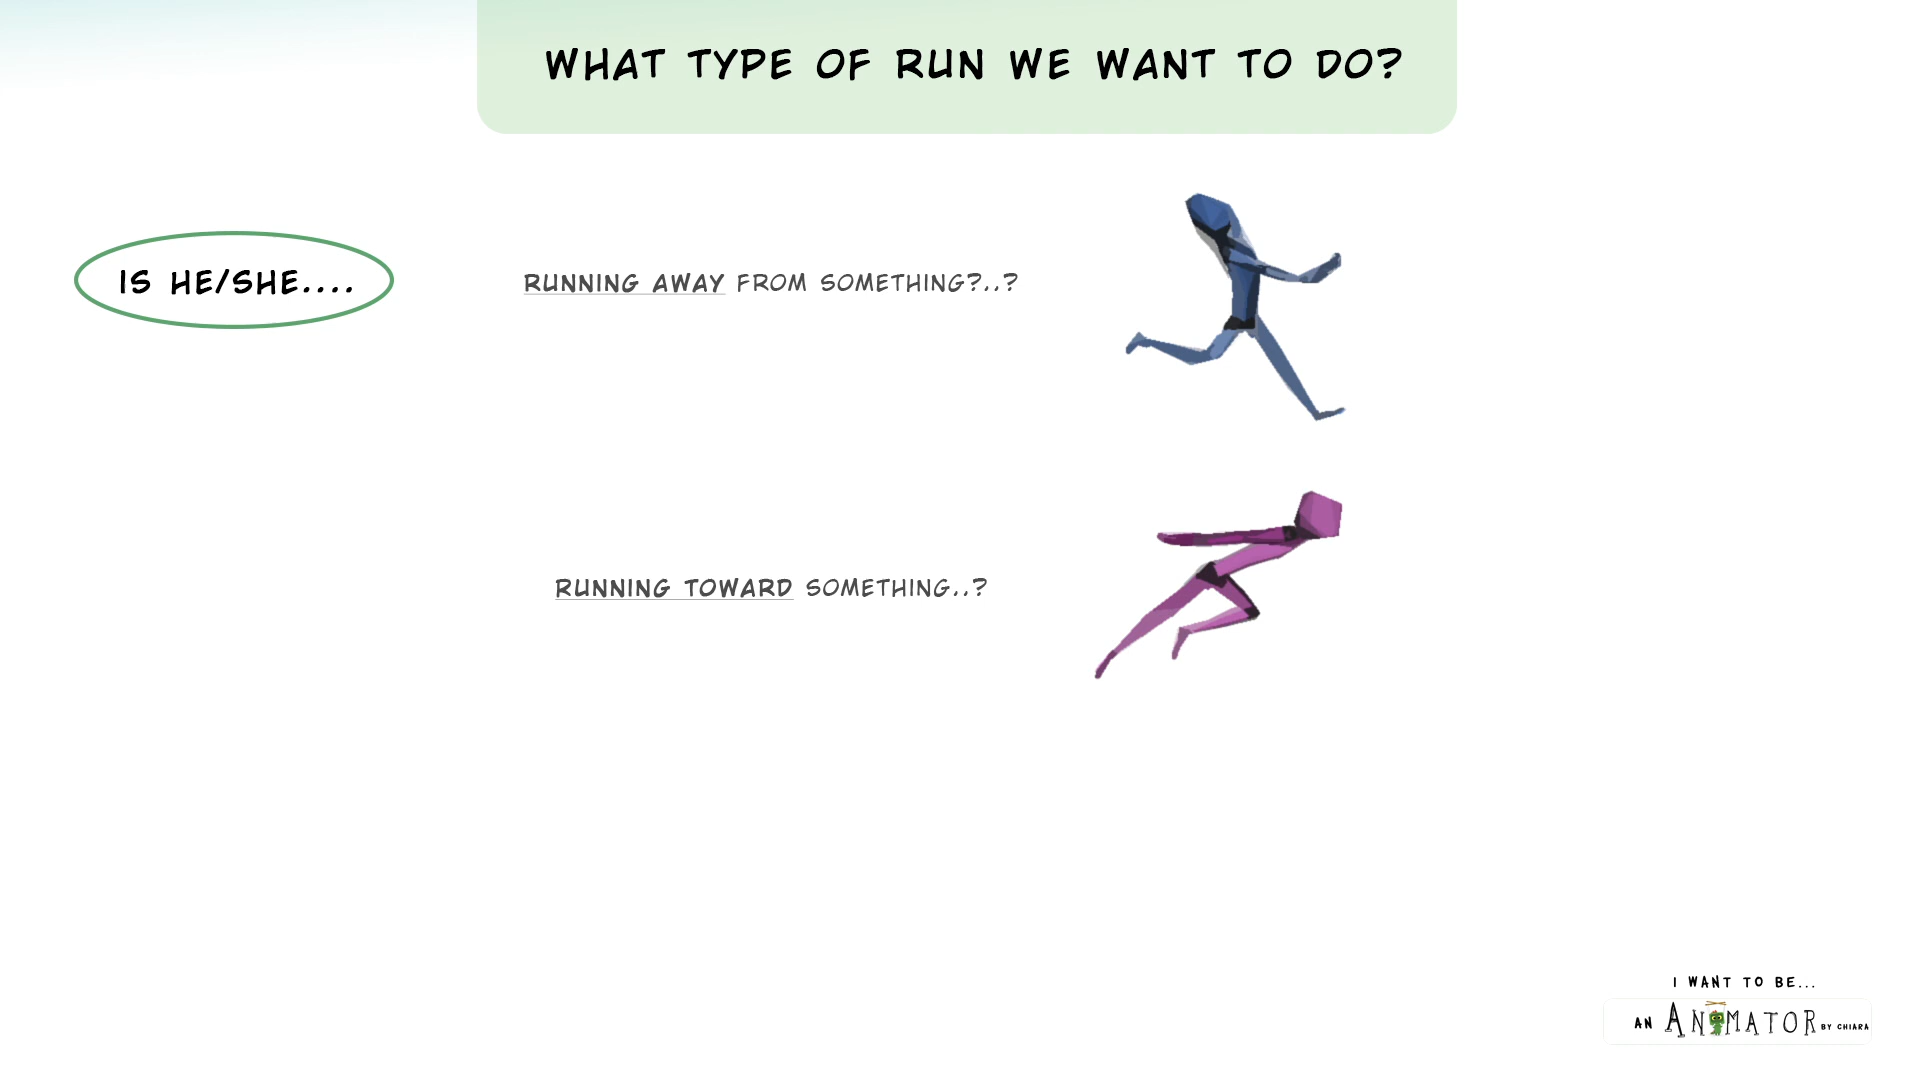 WHAT TYPE OF RUN WE WANT TO DO?
IS HE/SHE....
RUNNING AWAY FROM SOMETHING?..?
RUNNING TOWARD SOMETHING..?
I WANT TO BE...
AN ANIMATOR BY CHIARA